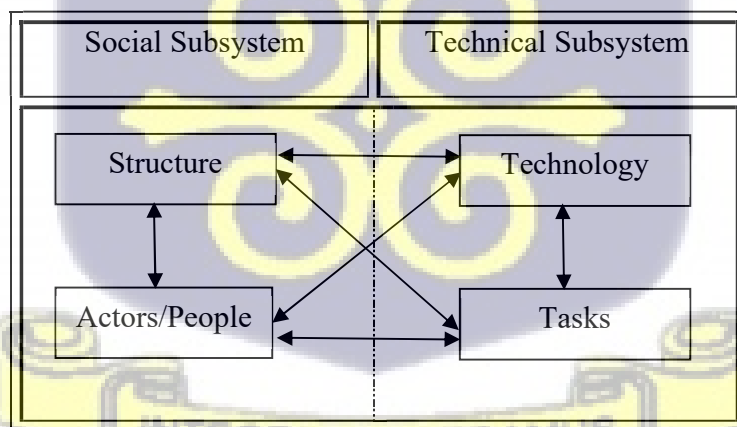 Social Subsystem
Technical Subsystem
Structure
Technology
Actors/People
Tasks